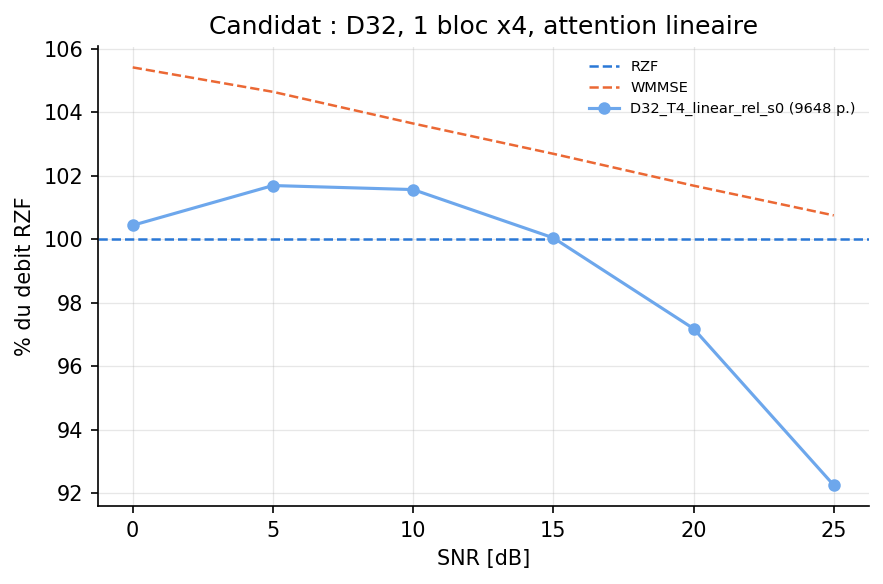 Candidat : D32, 1 bloc x4, attention lineaire
RZF
WMMSE
D32_T4_linear_rel_s0 (9648 p.)
% du debit RZF
106
104
102
100
98
96
94
92
0 5 10 15 20 25
SNR [dB]